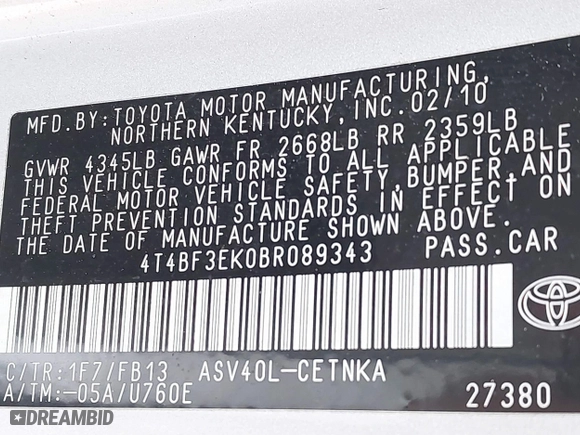 MFD.BY:TOYOTA MOTOR MANUFACTURING,
NORTHERN KENTUCKY,INC.02/10
GVWR 4345LB GAWR FR 2668LB RR 2359LB
THIS VEHICLE CONFORMS TO ALL APPLICABLE
FEDERAL MOTOR VEHICLE SAFETY,BUMPER,AND
THEFT PREVENTION STANDARDS IN EFFECT ON
THE DATE OF MANUFACTURE SHOWN ABOVE.
4T4BF3EK0BR089343 PASS.CAR
C/TR:1F7/FB13 ASV40L-CETNKA
A/TM:-05A/U760E 27380
DREAMBID